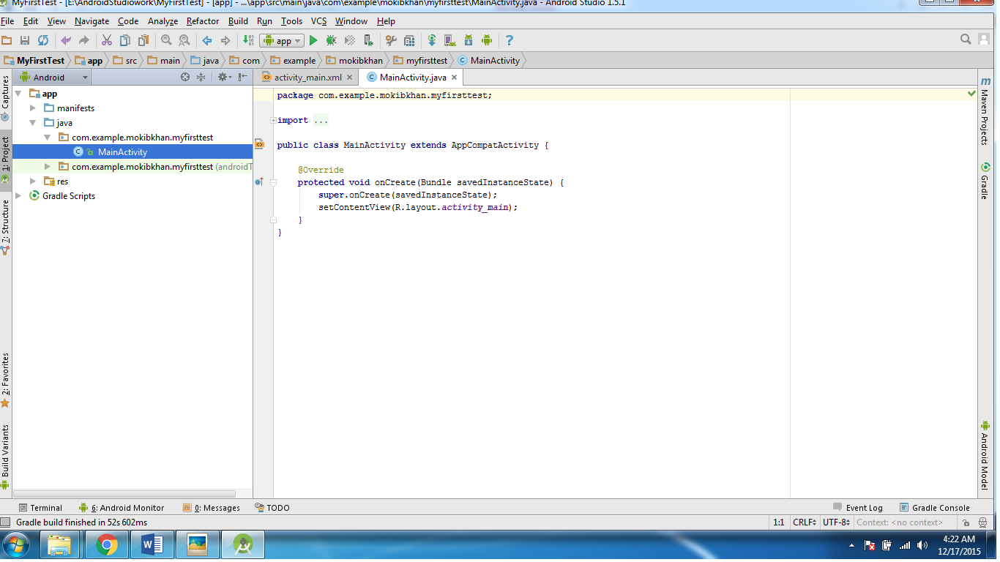 MyFirstTest - [E:\AndroidStudiowork\MyFirstTest] - [app] - ...\app\src\main\java\com\example\mokibkhan\myfirsttest\MainActivity.java - Android Studio 1.5.1
File Edit View Navigate Code Analyze Refactor Build Run Tools VCS Window Help
app
MyFirstTest app src main java com example mokibkhan myfirsttest MainActivity
Captures
1: Project
7: Structure
2: Favorites
Build Variants
Android
app
manifests
java
com.example.mokibkhan.myfirsttest
MainActivity
com.example.mokibkhan.myfirsttest (androidT
res
Gradle Scripts
activity_main.xml MainActivity.java
package com.example.mokibkhan.myfirsttest;
import ...
public class MainActivity extends AppCompatActivity {
@Override
protected void onCreate(Bundle savedInstanceState) {
super.onCreate(savedInstanceState);
setContentView(R.layout.activity_main);
}
}
m Maven Projects
Gradle
Android Model
Terminal 6: Android Monitor 0: Messages TODO Event Log Gradle Console
Gradle build finished in 52s 602ms 1:1 CRLF UTF-8 Context: <no context>
4:22 AM
12/17/2015